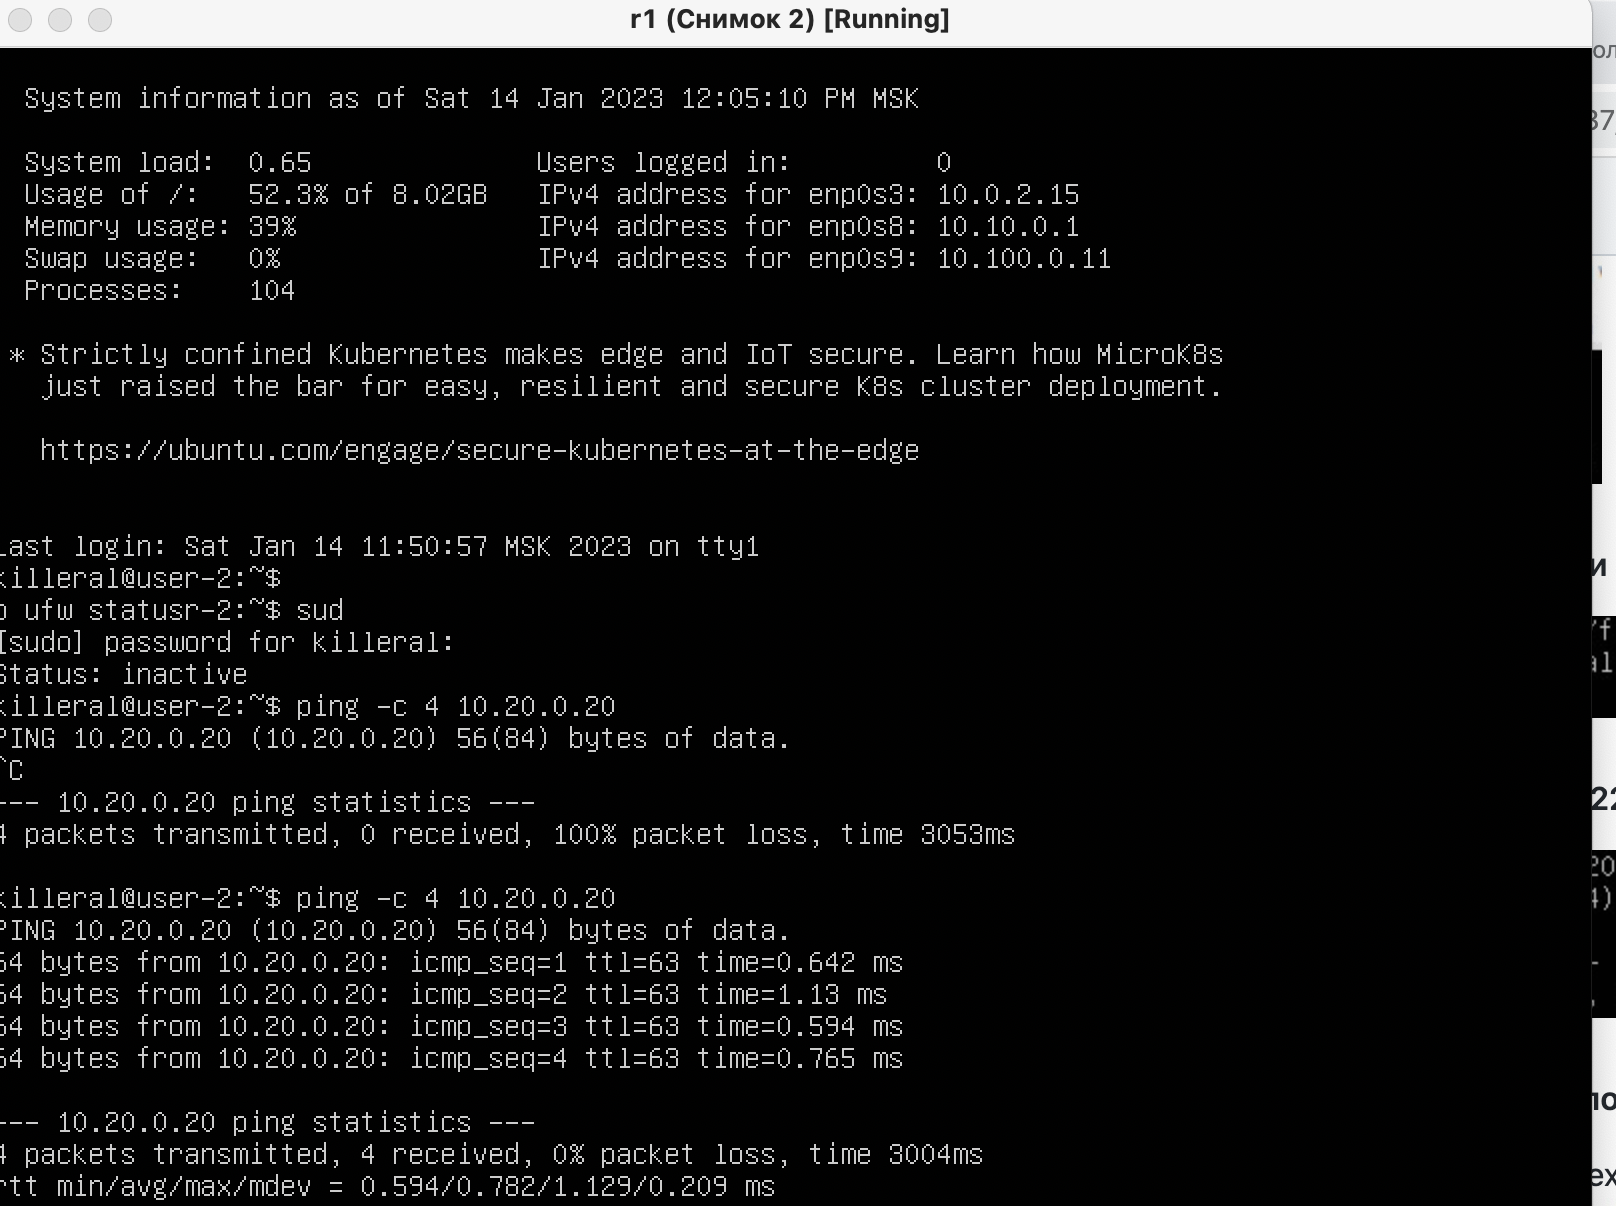 r1 (Снимок 2) [Running]
System information as of Sat 14 Jan 2023 12:05:10 PM MSK
System load: 0.65 Users logged in: 0
Usage of /: 52.3% of 8.02GB IPv4 address for enp0s3: 10.0.2.15
Memory usage: 39% IPv4 address for enp0s8: 10.10.0.1
Swap usage: 0% IPv4 address for enp0s9: 10.100.0.11
Processes: 104
* Strictly confined Kubernetes makes edge and IoT secure. Learn how MicroK8s
just raised the bar for easy, resilient and secure K8s cluster deployment.
https://ubuntu.com/engage/secure-kubernetes-at-the-edge
Last login: Sat Jan 14 11:50:57 MSK 2023 on tty1
killeral@user-2:~$
o ufw statusr-2:~$ sud
[sudo] password for killeral:
Status: inactive
killeral@user-2:~$ ping -c 4 10.20.0.20
PING 10.20.0.20 (10.20.0.20) 56(84) bytes of data.
^C
--- 10.20.0.20 ping statistics ---
4 packets transmitted, 0 received, 100% packet loss, time 3053ms
killeral@user-2:~$ ping -c 4 10.20.0.20
PING 10.20.0.20 (10.20.0.20) 56(84) bytes of data.
64 bytes from 10.20.0.20: icmp_seq=1 ttl=63 time=0.642 ms
64 bytes from 10.20.0.20: icmp_seq=2 ttl=63 time=1.13 ms
64 bytes from 10.20.0.20: icmp_seq=3 ttl=63 time=0.594 ms
64 bytes from 10.20.0.20: icmp_seq=4 ttl=63 time=0.765 ms
--- 10.20.0.20 ping statistics ---
4 packets transmitted, 4 received, 0% packet loss, time 3004ms
rtt min/avg/max/mdev = 0.594/0.782/1.129/0.209 ms